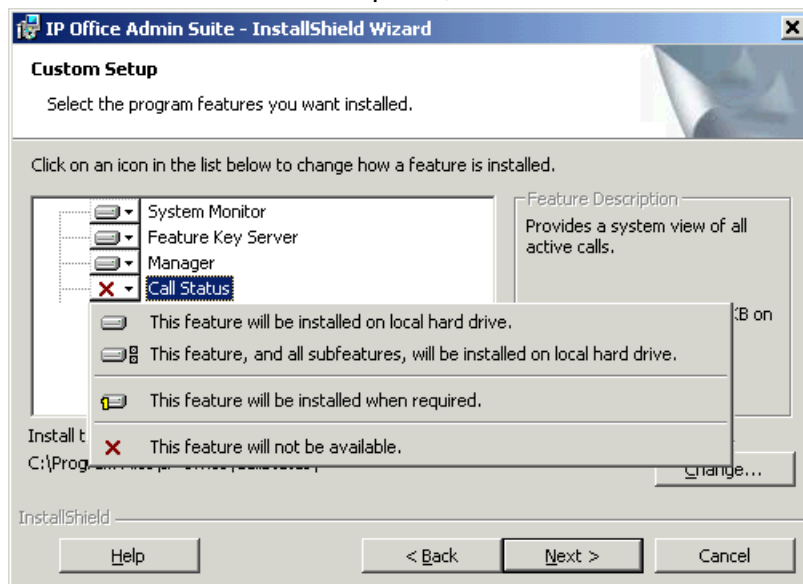 IP Office Admin Suite - InstallShield Wizard
Custom Setup
Select the program features you want installed.
Click on an icon in the list below to change how a feature is installed.
System Monitor
Feature Key Server
Manager
Call Status
Feature Description
Provides a system view of all
active calls.
KB on
This feature will be installed on local hard drive.
This feature, and all subfeatures, will be installed on local hard drive.
This feature will be installed when required.
This feature will not be available.
Install t
C:\Prog
Change...
InstallShield
Help
< Back
Next >
Cancel